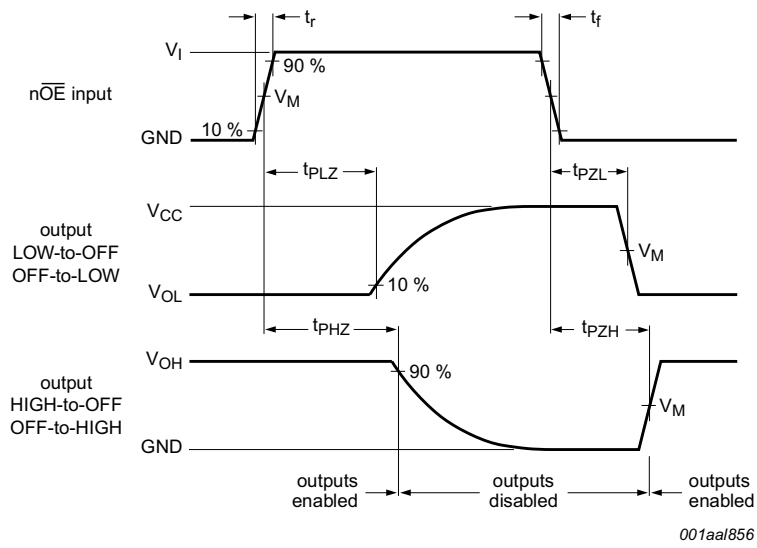 tr
tf
VI
90 %
nOE input
VM
10 %
GND
tPLZ
tPZL
VCC
output
LOW-to-OFF
OFF-to-LOW
VM
VOL
10 %
tPHZ
tPZH
VOH
90 %
output
HIGH-to-OFF
OFF-to-HIGH
VM
GND
outputs
enabled
outputs
disabled
outputs
enabled
001aal856